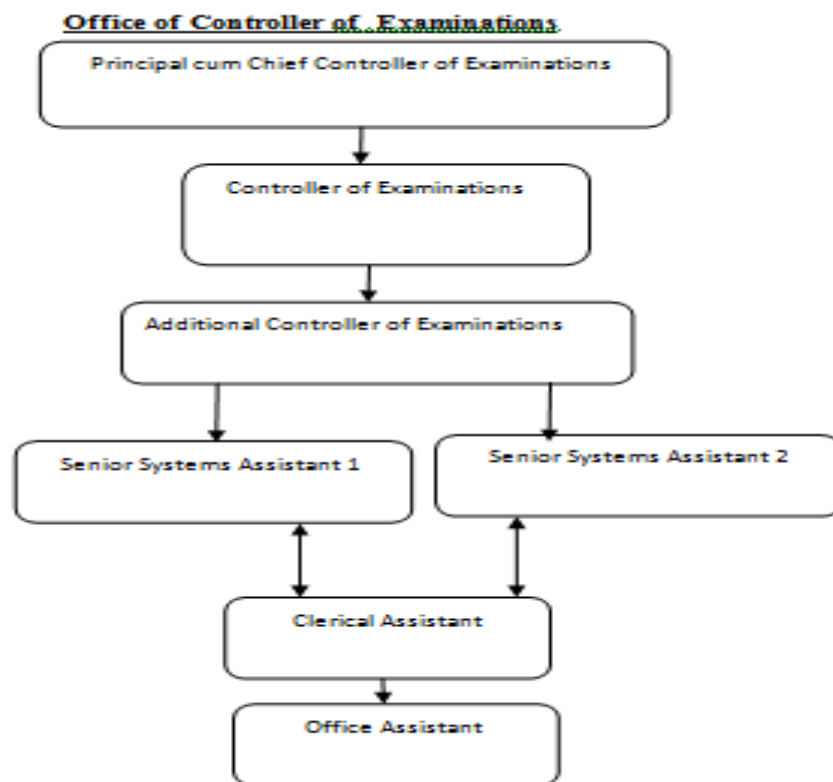 Office of Controller of Examinations
Principal cum Chief Controller of Examinations
Controller of Examinations
Additional Controller of Examinations
Senior Systems Assistant 1
Senior Systems Assistant 2
Clerical Assistant
Office Assistant